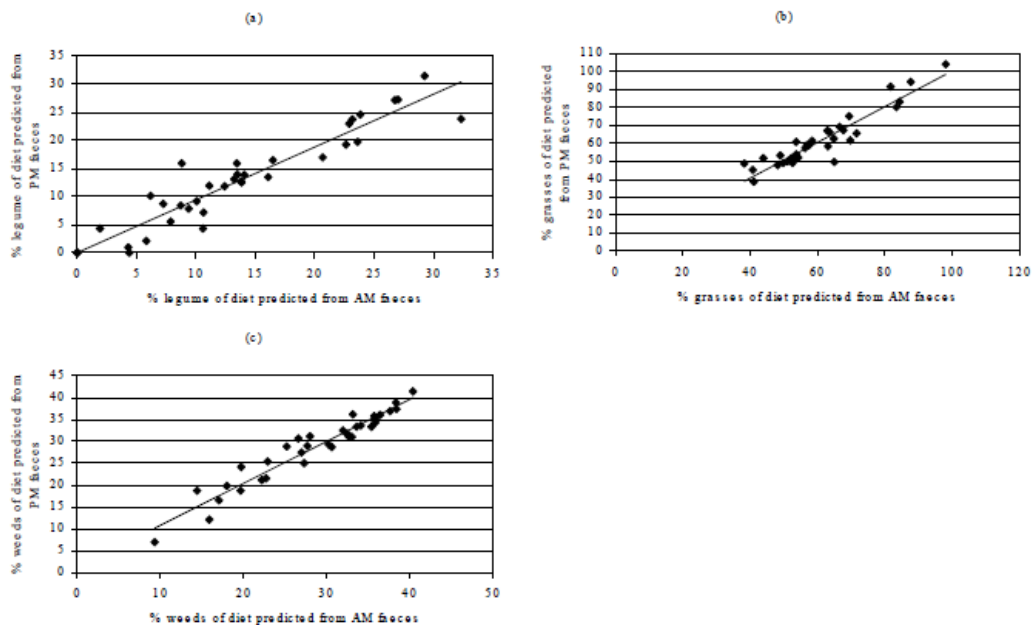 (a)
% legume of diet predicted from
PM faeces
35
30
25
20
15
10
5
0
0 5 10 15 20 25 30 35
% legume of diet predicted from AM faeces
(b)
% grasses of diet predicted
from PM faeces
110
100
90
80
70
60
50
40
30
20
10
0
0 20 40 60 80 100 120
% grasses of diet predicted from AM faeces
(c)
% weeds of diet predicted from
PM faeces
45
40
35
30
25
20
15
10
5
0
0 10 20 30 40 50
% weeds of diet predicted from AM faeces